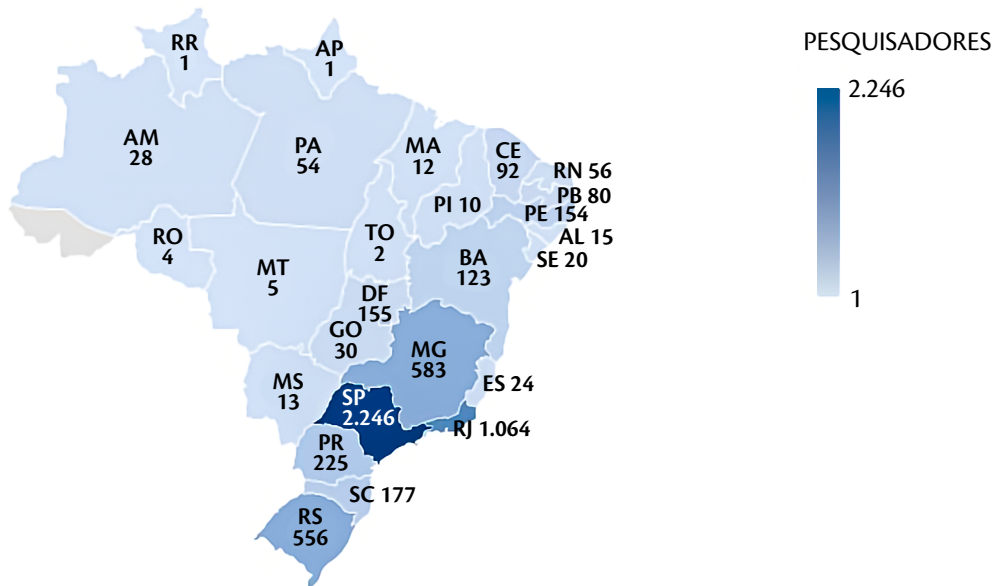 RR
1
AP
1
PESQUISADORES
2.246
1
AM
28
PA
54
MA
12
CE
92
RN 56
PB 80
PI 10
PE 154
AL 15
SE 20
RO
4
MT
5
TO
2
BA
123
DF
155
GO
30
MG
583
ES 24
MS
13
SP
2.246
RJ 1.064
PR
225
SC 177
RS
556